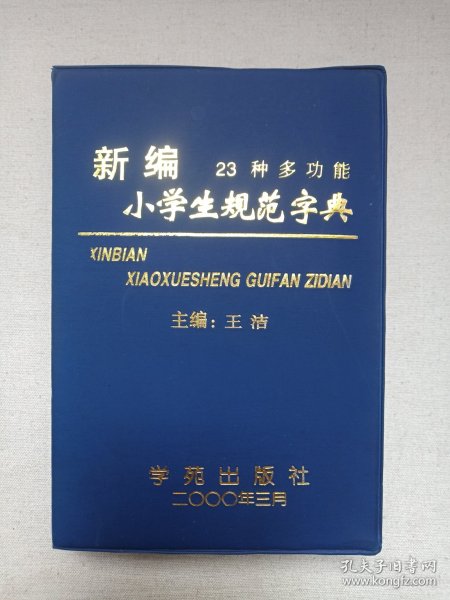 新编 23种多功能
小学生规范字典
XINBIAN
XIAOXUESHENG GUIFAN ZIDIAN
主编：王洁
学苑出版社
二〇〇〇年三月
孔夫子旧书网
www.kongfz.com